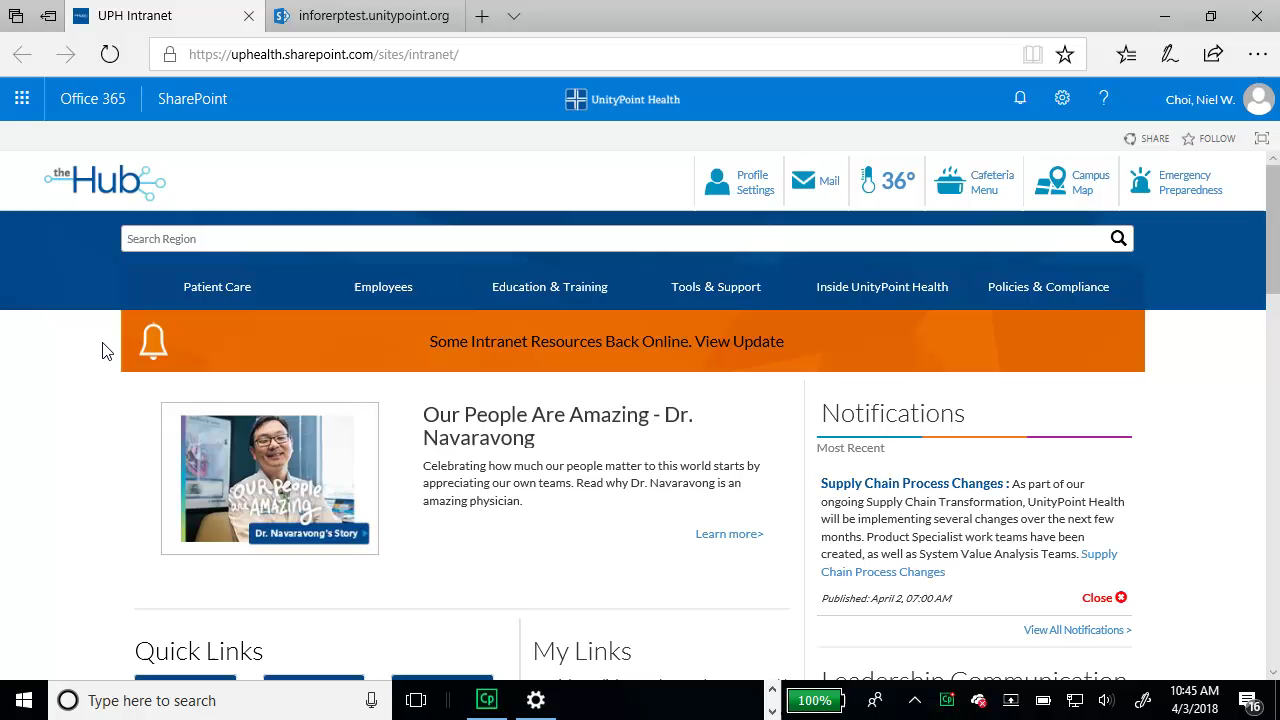 UPH Intranet
inforerptest.unitypoint.org
https://uphealth.sharepoint.com/sites/intranet/
Office 365
SharePoint
UnityPoint Health
?
Choi, Niel W.
SHARE
FOLLOW
the Hub
Profile
Settings
Mail
36°
Cafeteria
Menu
Campus
Map
Emergency
Preparedness
Search Region
Patient Care
Employees
Education & Training
Tools & Support
Inside UnityPoint Health
Policies & Compliance
Some Intranet Resources Back Online. View Update
OUR PEOPLE
are AMAZING
Dr. Navaravong's Story >
Our People Are Amazing - Dr.
Navaravong
Celebrating how much our people matter to this world starts by
appreciating our own teams. Read why Dr. Navaravong is an
amazing physician.
Learn more>
Notifications
Most Recent
Supply Chain Process Changes : As part of our
ongoing Supply Chain Transformation, UnityPoint Health
will be implementing several changes over the next few
months. Product Specialist work teams have been
created, as well as System Value Analysis Teams. Supply
Chain Process Changes
Published: April 2, 07:00 AM
Close
View All Notifications >
Quick Links
My Links
Leadership Communication
Type here to search
Cp
100%
10:45 AM
4/3/2018
16